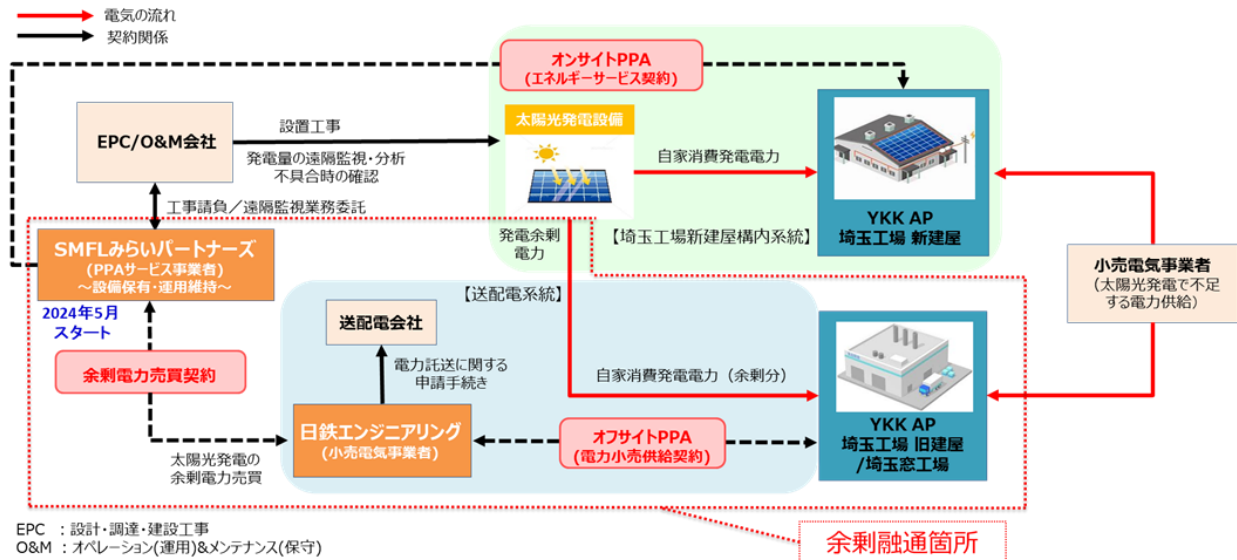 電気の流れ
契約関係
オンサイトPPA
(エネルギーサービス契約)
EPC/O&M会社
設置工事
発電量の遠隔監視・分析
不具合時の確認
太陽光発電設備
自家消費発電電力
YKK AP
埼玉工場 新建屋
工事請負／遠隔監視業務委託
発電余剰
電力
【埼玉工場新建屋構内系統】
SMFLみらいパートナーズ
(PPAサービス事業者)
～設備保有・運用維持～
小売電気事業者
（太陽光発電で不足
する電力供給）
2024年5月
スタート
【送配電系統】
送配電会社
余剰電力売買契約
電力託送に関する
申請手続き
自家消費発電電力（余剰分）
日鉄エンジニアリング
(小売電気事業者)
オフサイトPPA
(電力小売供給契約)
YKK AP
埼玉工場 旧建屋
/埼玉窓工場
太陽光発電の
余剰電力売買
EPC ：設計・調達・建設工事
O&M ：オペレーション(運用)&メンテナンス(保守)
余剰融通箇所